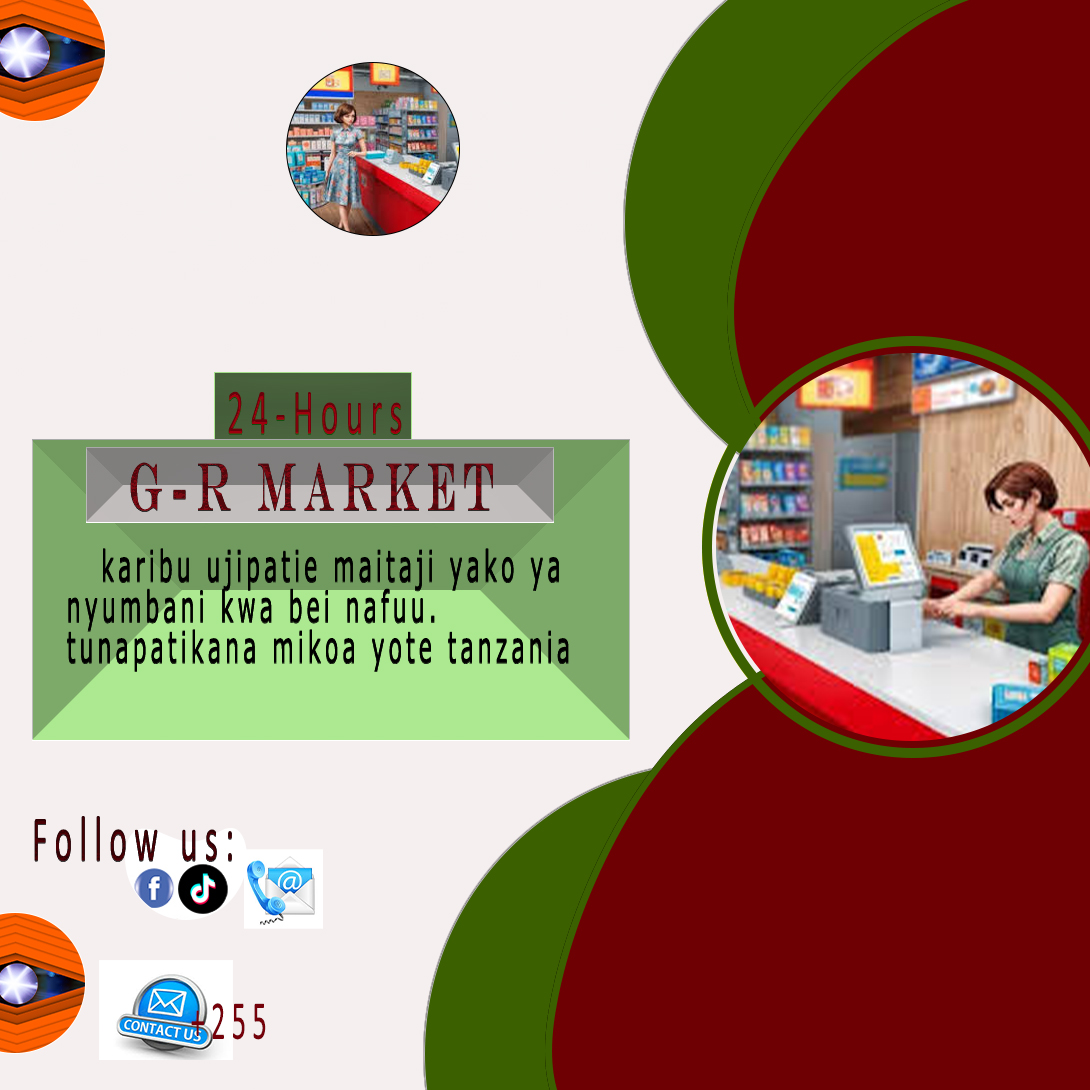 24-Hours
G-R MARKET
karibu ujipatie maitaji yako ya
nyumbani kwa bei nafuu.
tunapatikana mikoa yote tanzania
Follow us:
CONTACT US
+255